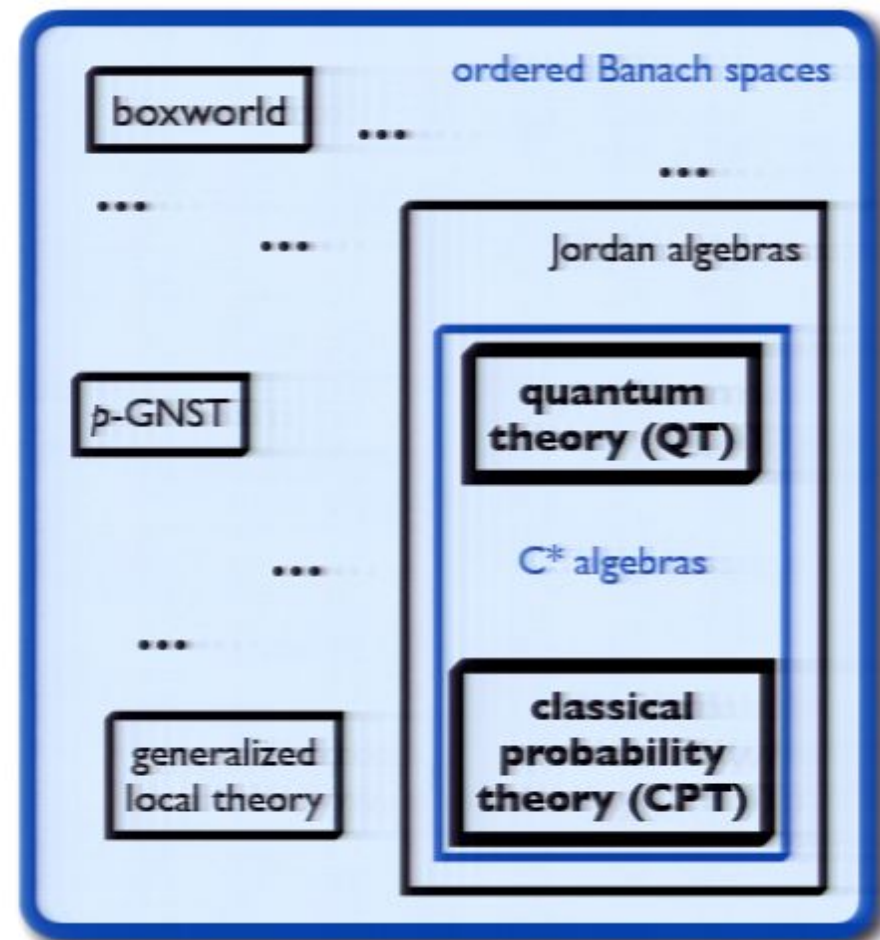 ordered Banach spaces
boxworld
...
...
...
...
Jordan algebras
p-GNST
quantum
theory (QT)
...
C* algebras
...
generalized
local theory
classical
probability
theory (CPT)